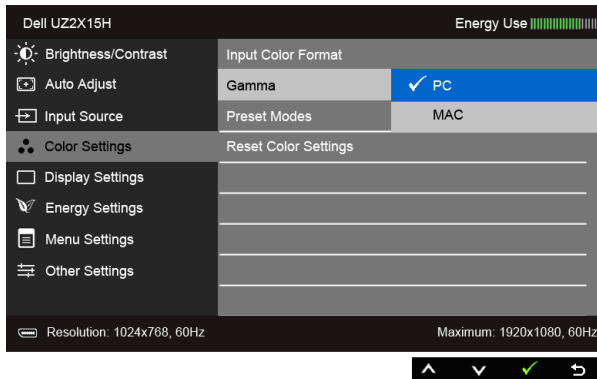 Dell UZ2X15H Energy Use
Brightness/Contrast Input Color Format
Auto Adjust Gamma PC
Input Source Preset Modes MAC
Color Settings Reset Color Settings
Display Settings
Energy Settings
Menu Settings
Other Settings
Resolution: 1024x768, 60Hz Maximum: 1920x1080, 60Hz